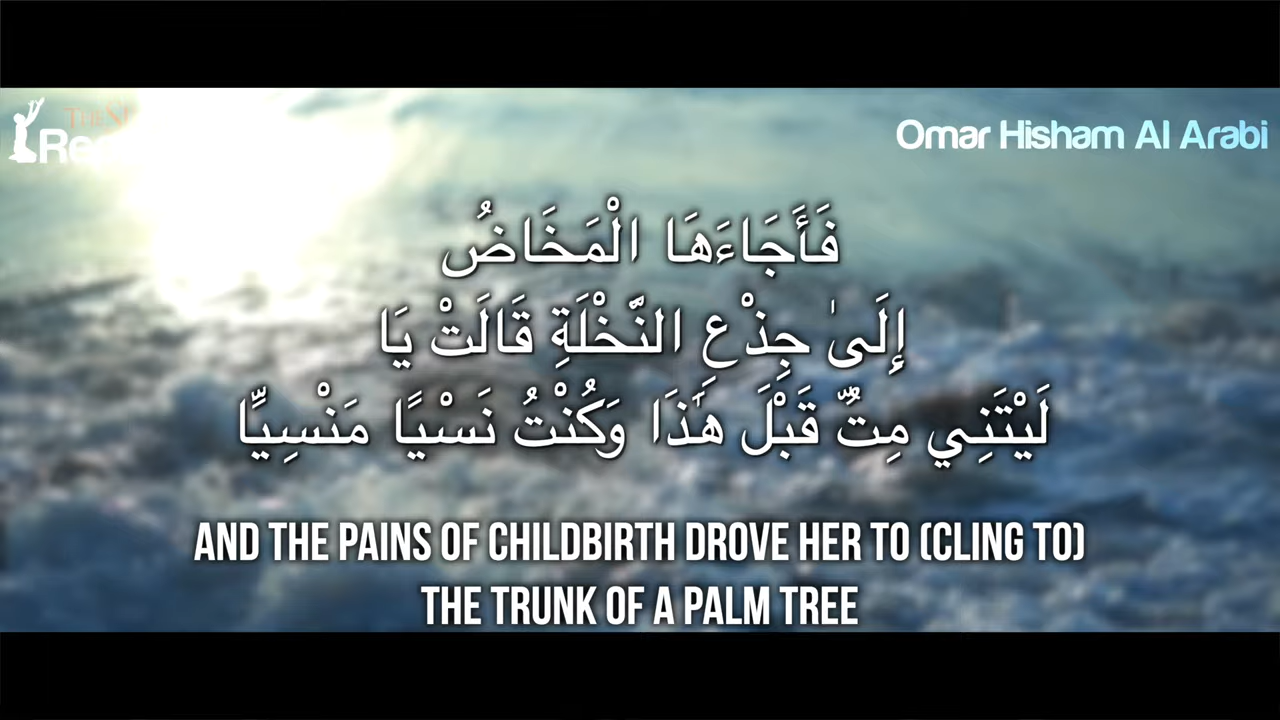 Omar Hisham Al Arabi
فَأَجَاءَهَا الْمَخَاضُ
إِلَىٰ جِذْعِ النَّخْلَةِ قَالَتْ يَا
لَيْتَنِي مِتُّ قَبْلَ هَٰذَا وَكُنْتُ نَسْيًا مَنْسِيًّا
AND THE PAINS OF CHILDBIRTH DROVE HER TO (CLING TO)
THE TRUNK OF A PALM TREE